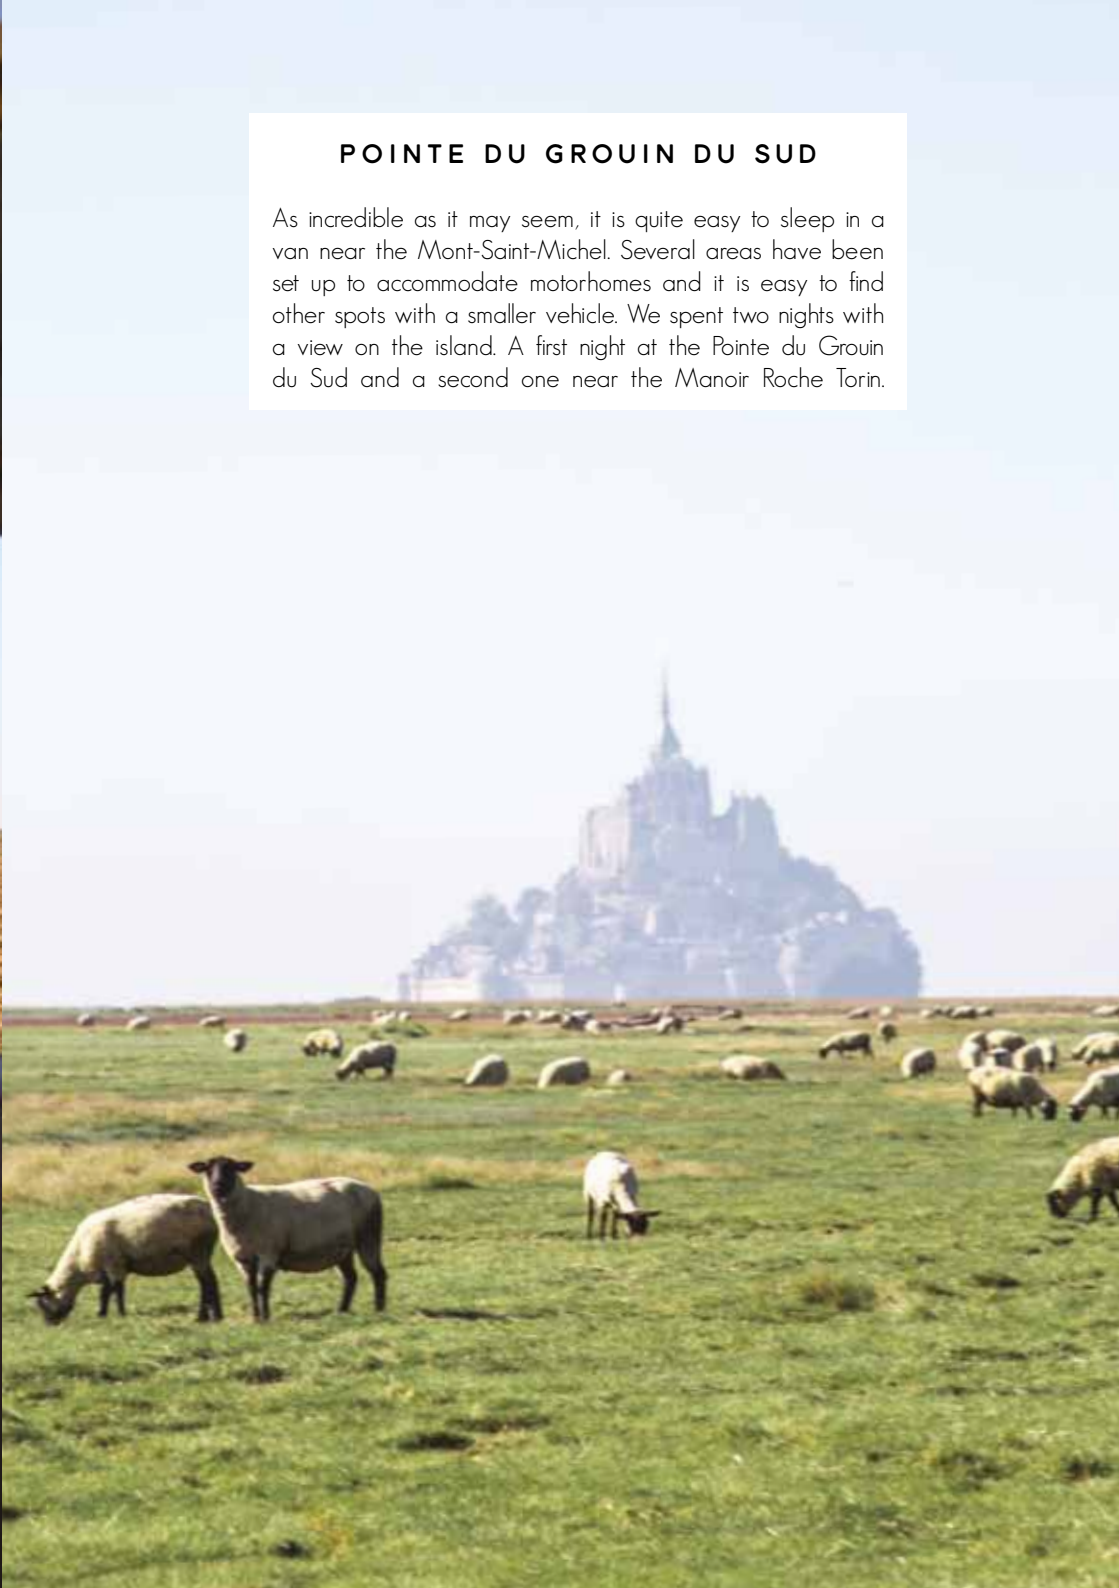 POINTE DU GROUIN DU SUD
As incredible as it may seem, it is quite easy to sleep in a
van near the Mont-Saint-Michel. Several areas have been
set up to accommodate motorhomes and it is easy to find
other spots with a smaller vehicle. We spent two nights with
a view on the island. A first night at the Pointe du Grouin
du Sud and a second one near the Manoir Roche Torin.